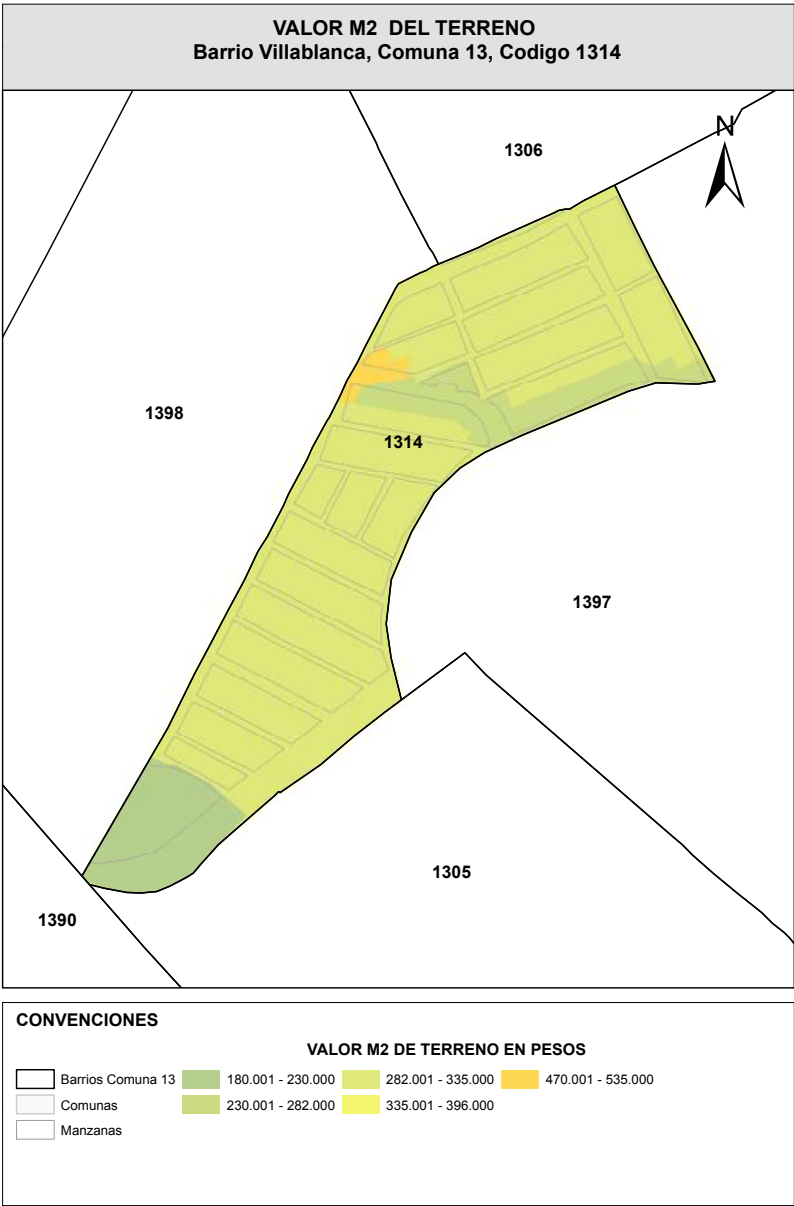 VALOR M2 DEL TERRENO
Barrio Villablanca, Comuna 13, Codigo 1314
N
1306
1398
1314
1397
1305
1390
CONVENCIONES
VALOR M2 DE TERRENO EN PESOS
Barrios Comuna 13 180.001 - 230.000 282.001 - 335.000 470.001 - 535.000
Comunas 230.001 - 282.000 335.001 - 396.000
Manzanas